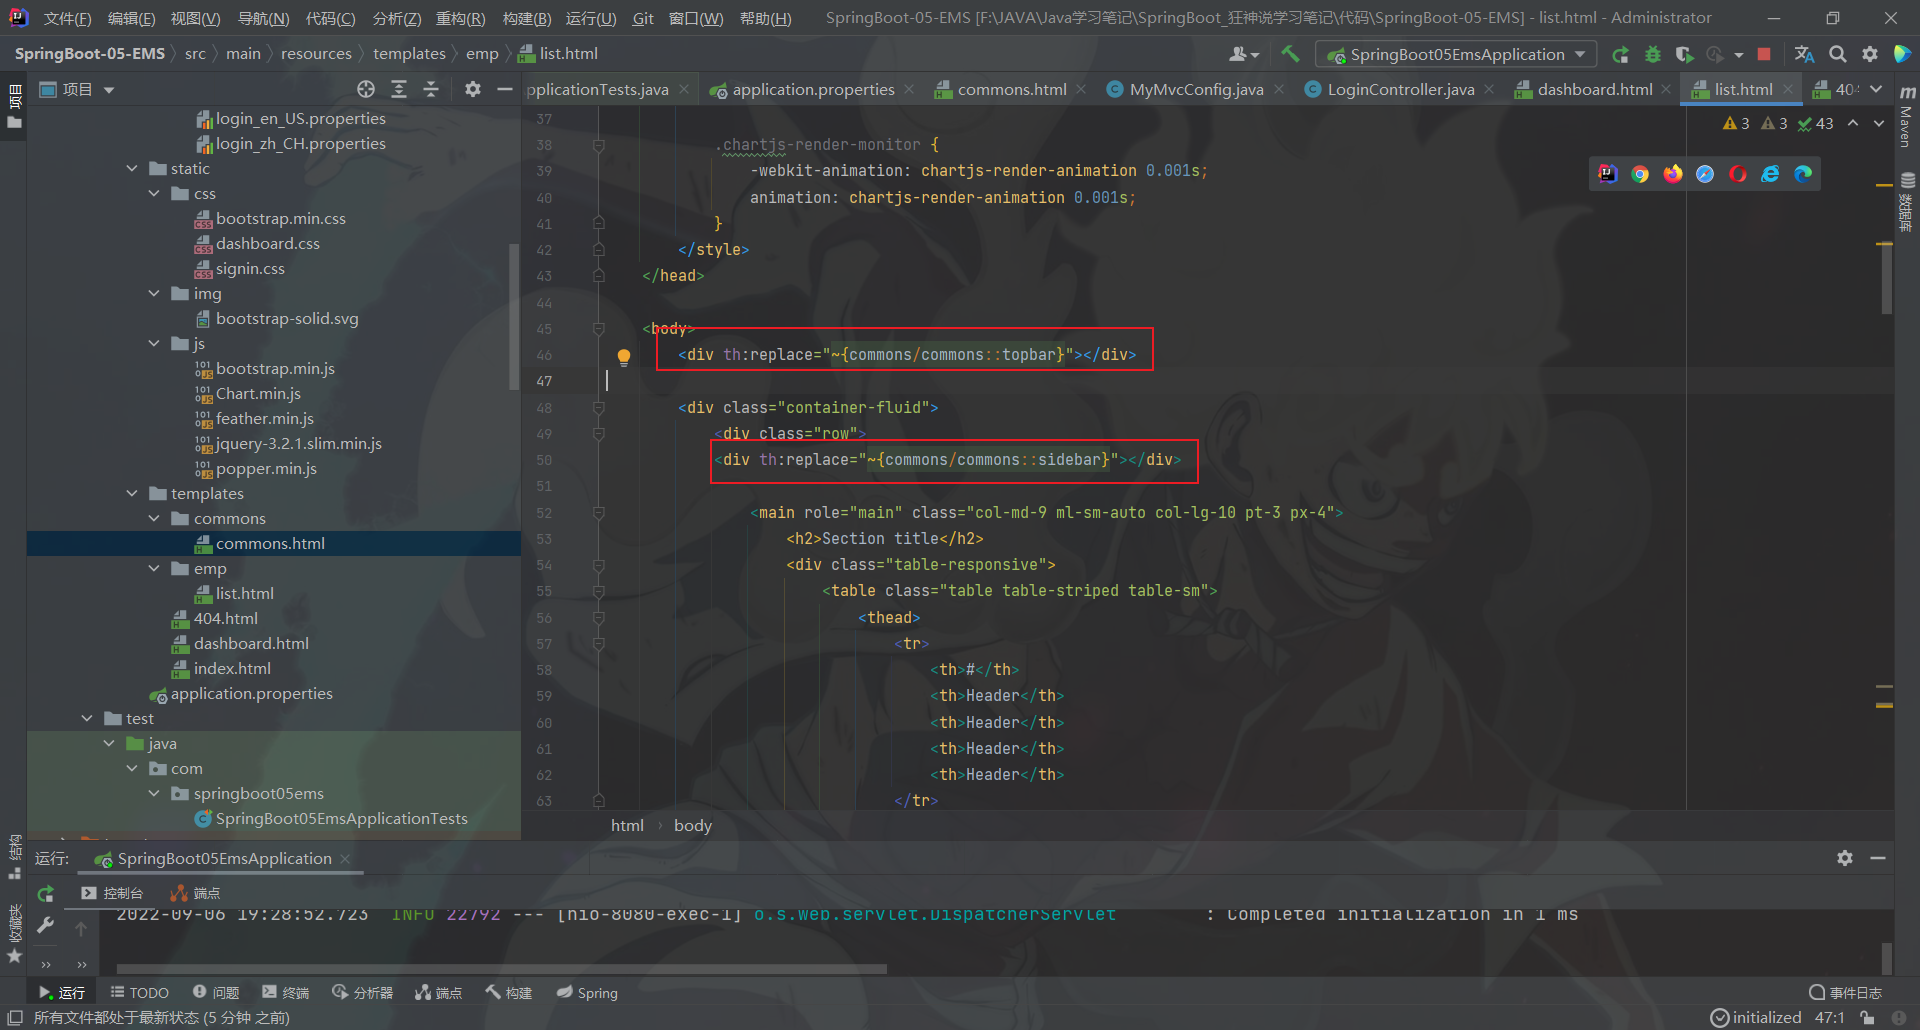 文件(F) 编辑(E) 视图(V) 导航(N) 代码(C) 分析(Z) 重构(R) 构建(B) 运行(U) Git 窗口(W) 帮助(H) SpringBoot-05-EMS [F:\JAVA\Java学习笔记\SpringBoot_狂神说学习笔记\代码\SpringBoot-05-EMS] - list.html - Administrator
SpringBoot-05-EMS src main resources templates emp list.html SpringBoot05EmsApplication
项目 pplicationTests.java application.properties commons.html MyMvcConfig.java LoginController.java dashboard.html list.html 40
项目
Maven
数据库
结构
收藏夹
login_en_US.properties
login_zh_CH.properties
static
css
bootstrap.min.css
dashboard.css
signin.css
img
bootstrap-solid.svg
js
bootstrap.min.js
Chart.min.js
feather.min.js
jquery-3.2.1.slim.min.js
popper.min.js
templates
commons
commons.html
emp
list.html
404.html
dashboard.html
index.html
application.properties
test
java
com
springboot05ems
SpringBoot05EmsApplicationTests
3 3 43
37
38 .chartjs-render-monitor {
39 -webkit-animation: chartjs-render-animation 0.001s;
40 animation: chartjs-render-animation 0.001s;
41 }
42 </style>
43 </head>
44
45 <body>
46 <div th:replace="~{commons/commons::topbar}"></div>
47
48 <div class="container-fluid">
49 <div class="row">
50 <div th:replace="~{commons/commons::sidebar}"></div>
51
52 <main role="main" class="col-md-9 ml-sm-auto col-lg-10 pt-3 px-4">
53 <h2>Section title</h2>
54 <div class="table-responsive">
55 <table class="table table-striped table-sm">
56 <thead>
57 <tr>
58 <th>#</th>
59 <th>Header</th>
60 <th>Header</th>
61 <th>Header</th>
62 <th>Header</th>
63 </tr>
html body
运行: SpringBoot05EmsApplication
控制台 端点
2022-09-06 19:28:52.723 INFO 22792 --- [nio-8080-exec-1] o.s.web.servlet.DispatcherServlet : Completed initialization in 1 ms
运行 TODO 问题 终端 分析器 端点 构建 Spring 事件日志
所有文件都处于最新状态 (5 分钟 之前) initialized 47:1